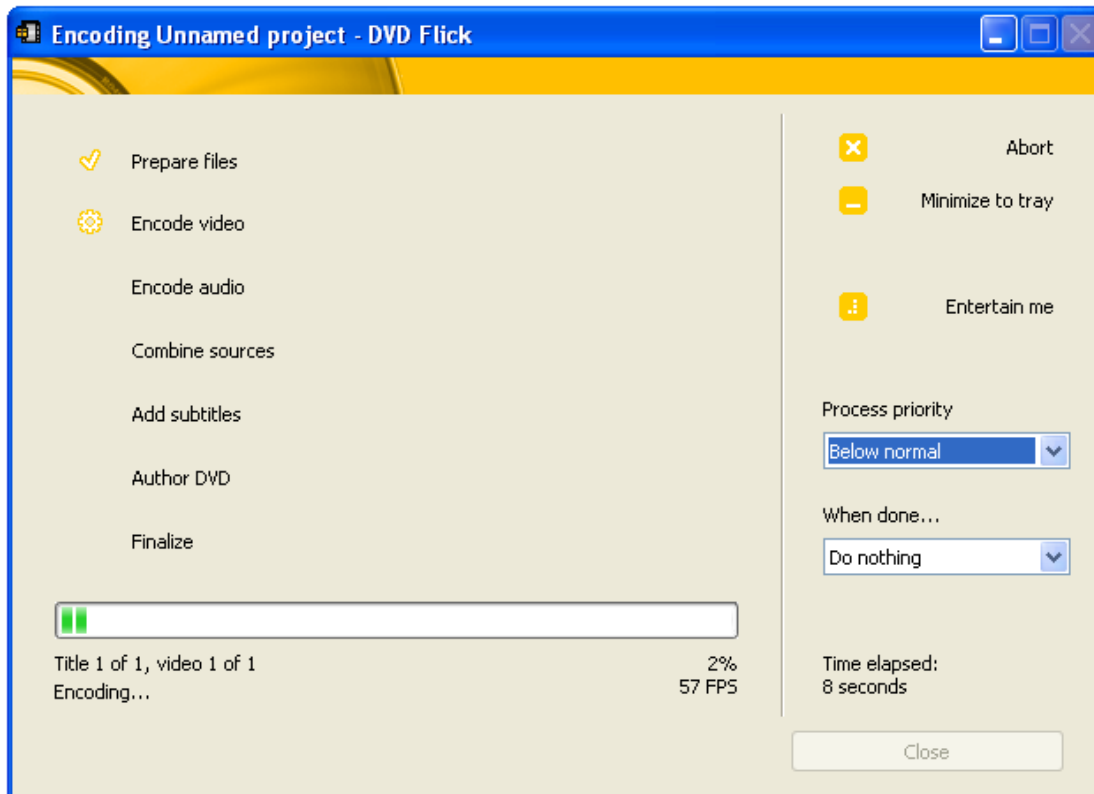 Encoding Unnamed project - DVD Flick
Prepare files
Encode video
Encode audio
Combine sources
Add subtitles
Author DVD
Finalize
Title 1 of 1, video 1 of 1
2%
Encoding...
57 FPS
Abort
Minimize to tray
Entertain me
Process priority
Below normal
When done...
Do nothing
Time elapsed:
8 seconds
Close